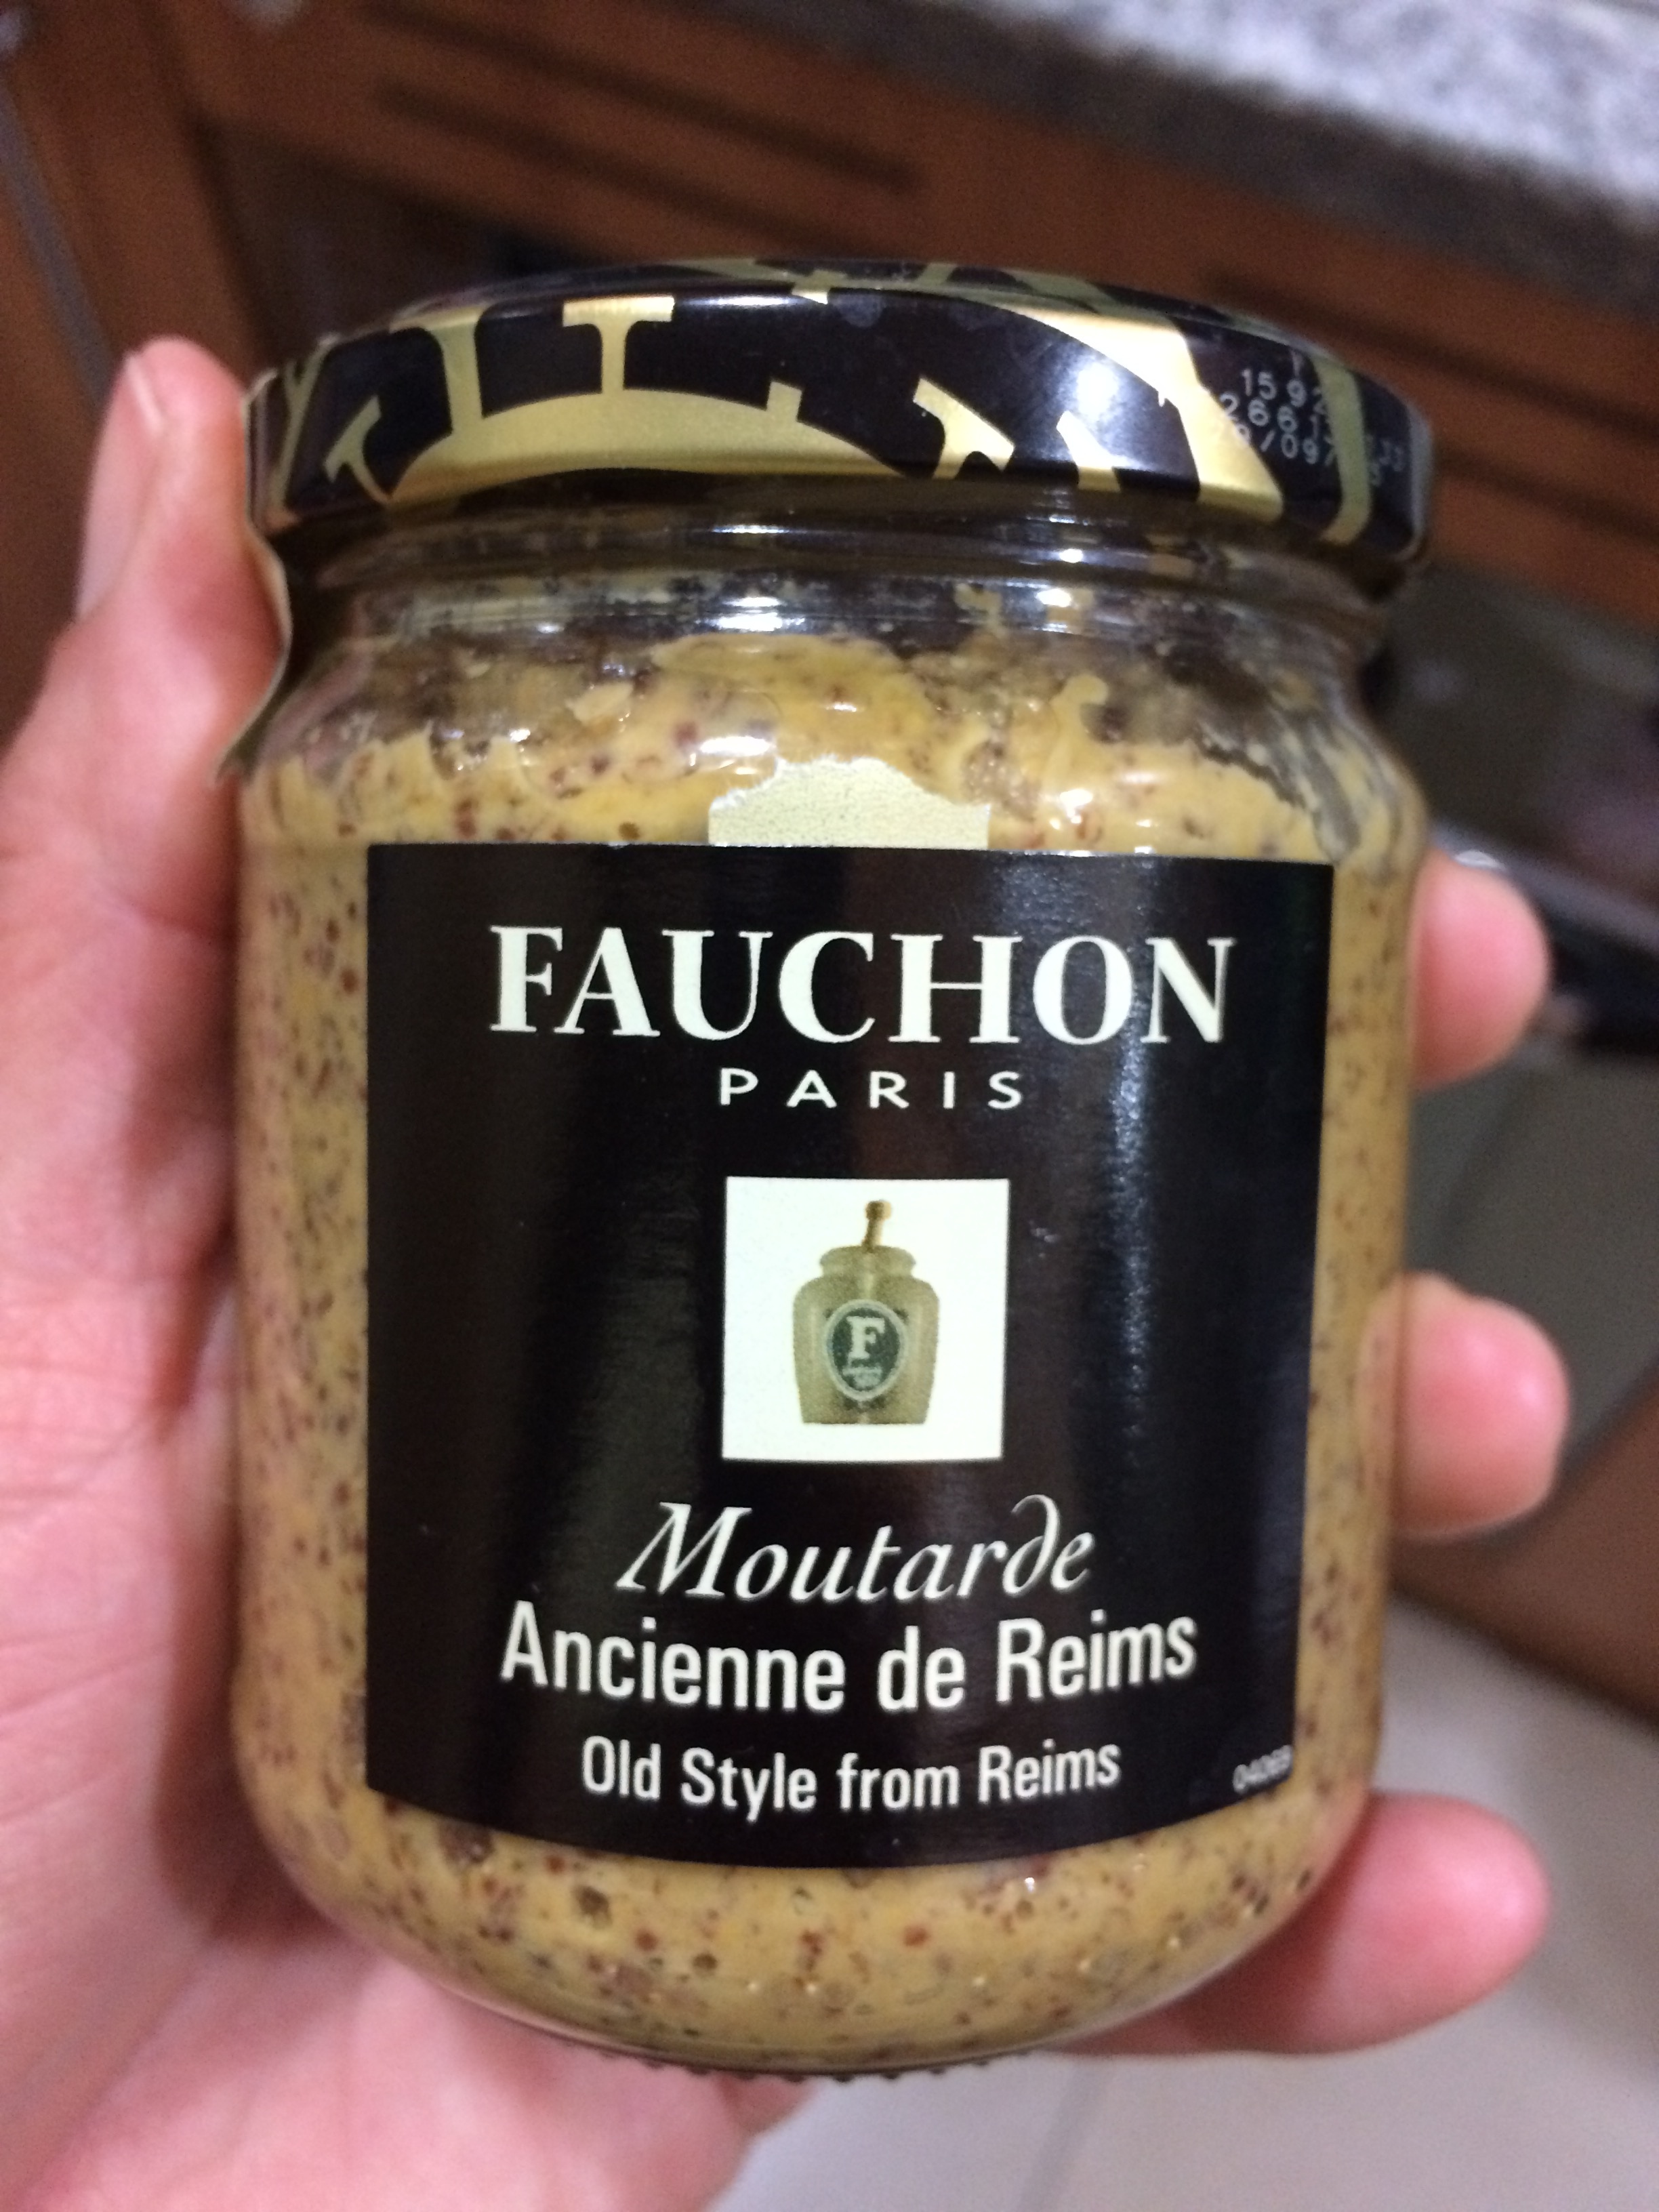 FAUCHON
PARIS
F
Moutarde
Ancienne de Reims
Old Style from Reims